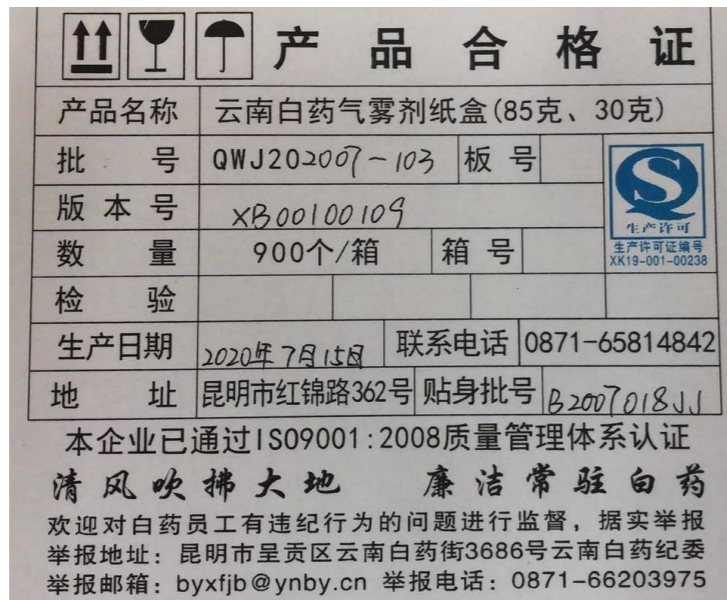 产品合格证
产品名称 云南白药气雾剂纸盒(85克、30克)
批号 QWJ202007-103 板号
版本号 XB00100109
生产许可
数量 900个/箱 箱号
生产许可证编号
XK19-001-00238
检验
生产日期 2020年7月15日 联系电话 0871-65814842
地址 昆明市红锦路362号 贴身批号 B2007018JJ
本企业已通过ISO9001:2008质量管理体系认证
清风吹拂大地 廉洁常驻白药
欢迎对白药员工有违纪行为的问题进行监督，据实举报
举报地址：昆明市呈贡区云南白药街3686号云南白药纪委
举报邮箱：byxfjb@ynby.cn 举报电话：0871-66203975